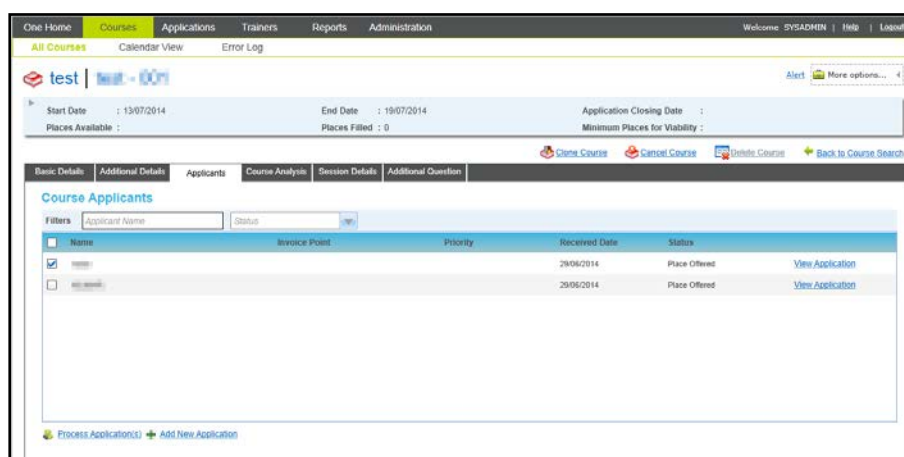 One Home Courses Applications Trainers Reports Administration Welcome SYSADMIN | Help | Logout
All Courses Calendar View Error Log
test |
Alert More options...
Start Date : 13/07/2014 End Date : 19/07/2014 Application Closing Date :
Places Available : Places Filled : 0 Minimum Places for Viability :
Clone Course Cancel Course Delete Course Back to Course Search
Basic Details Additional Details Applicants Course Analysis Session Details Additional Question
Course Applicants
Filters Applicant Name Status
Name Invoice Point Priority Received Date Status
29/06/2014 Place Offered View Application
29/06/2014 Place Offered View Application
Process Application(s) Add New Application